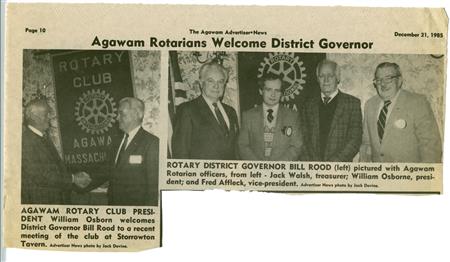 Page 10
The Agawam Advertiser-News
December 21, 1985
Agawam Rotarians Welcome District Governor
ROTARY
CLUB
AGAWA
MASSACH
ROTARY DISTRICT GOVERNOR BILL ROOD (left) pictured with Agawam
Rotarian officers, from left - Jack Walsh, treasurer; William Osborne, presi-
dent; and Fred Affleck, vice-president. Advertiser News photo by Jack Devine.
AGAWAM ROTARY CLUB PRESI-
DENT William Osborn welcomes
District Governor Bill Rood to a recent
meeting of the club at Storrowton
Tavern. Advertiser News photo by Jack Devine.